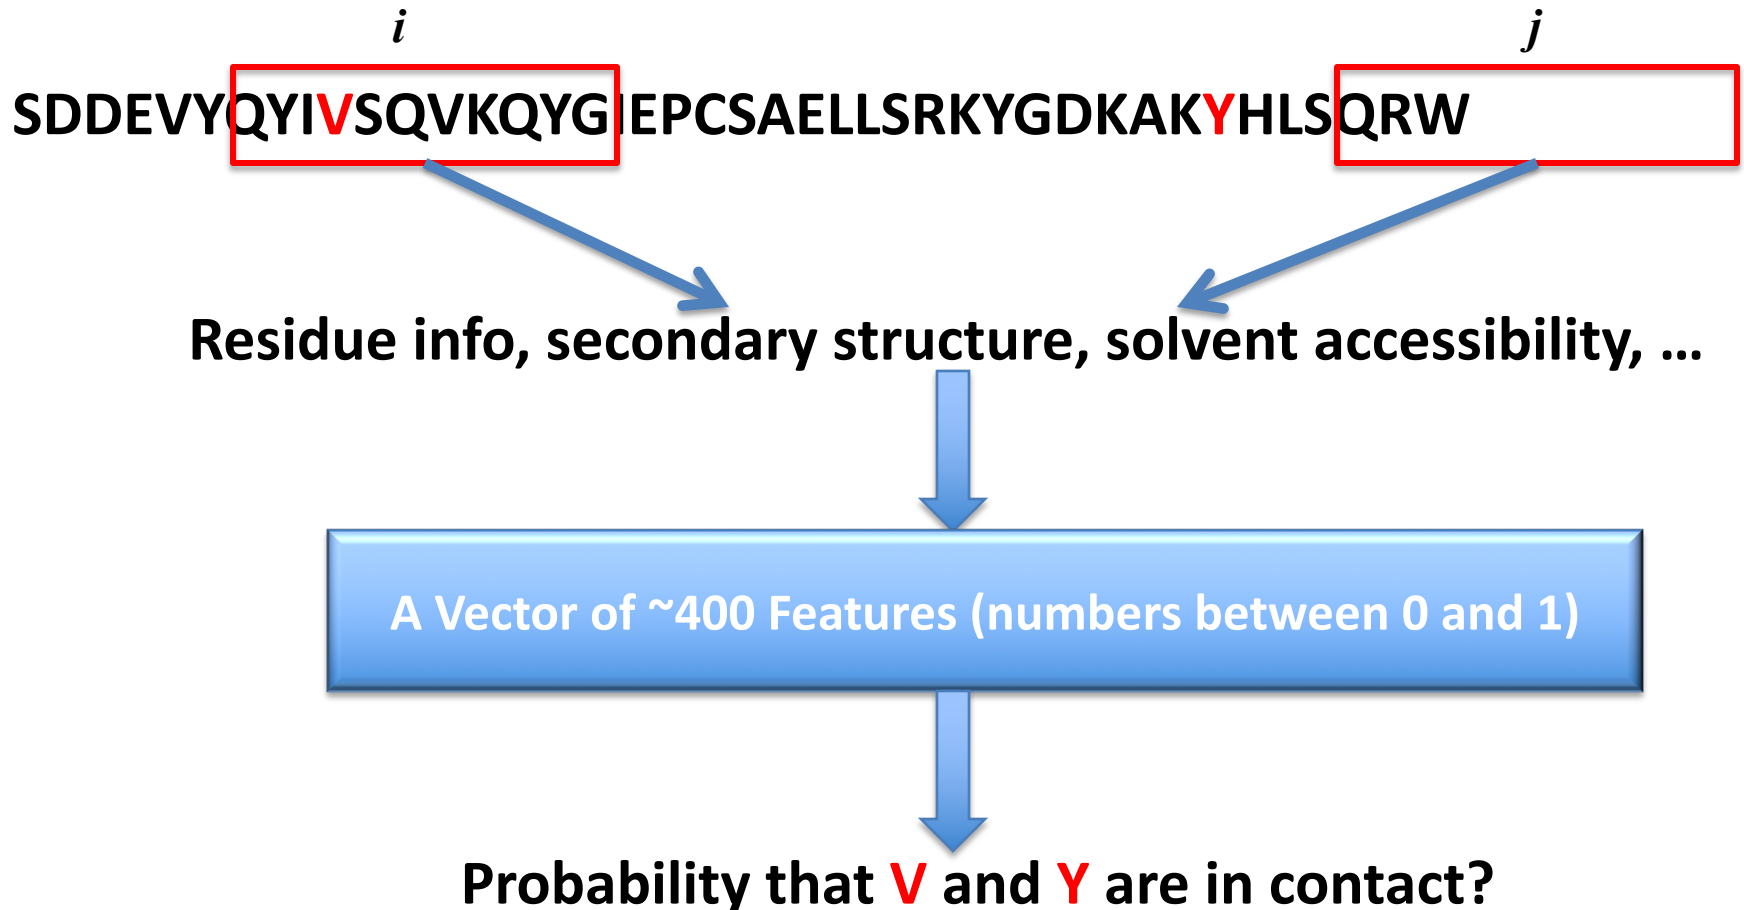 i j
SDDEVYQYIVSQVKQYGIEPCSAELLSRKYGDKAKYHLSQRW
Residue info, secondary structure, solvent accessibility, ...
A Vector of ~400 Features (numbers between 0 and 1)
Probability that V and Y are in contact?